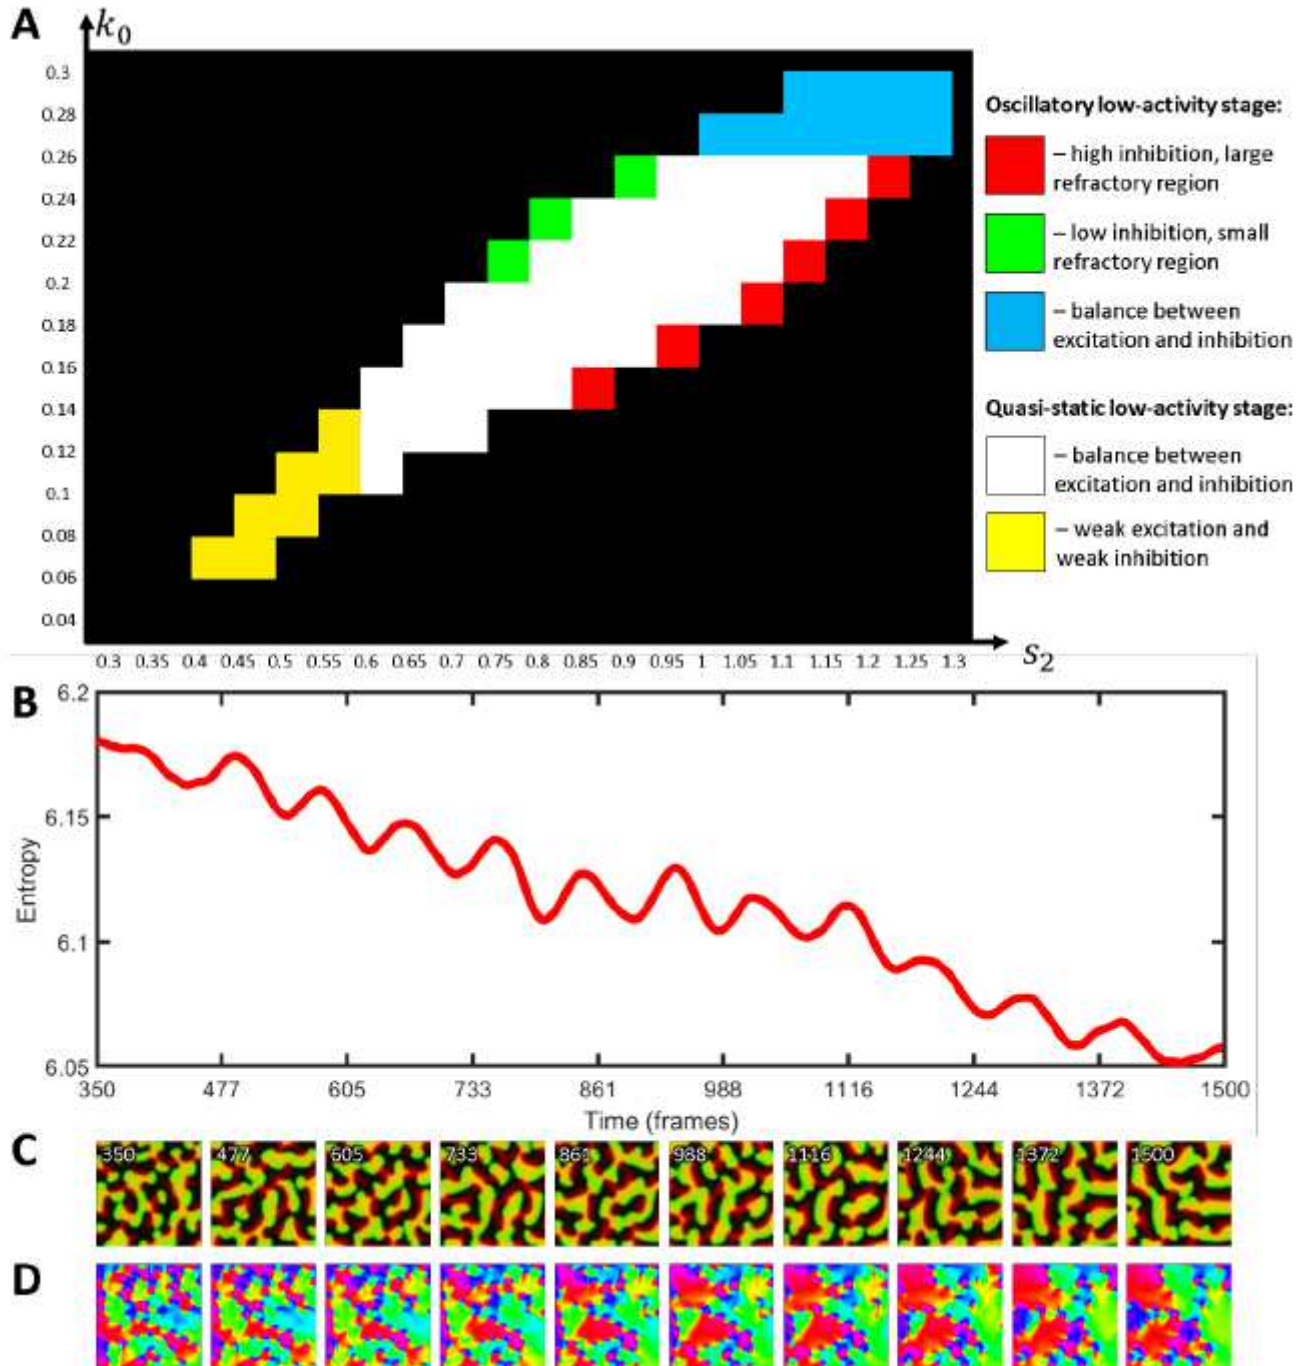 A
k₀
0.3
0.28
0.26
0.24
0.22
0.2
0.18
0.16
0.14
0.12
0.1
0.08
0.06
0.04
0.3 0.35 0.4 0.45 0.5 0.55 0.6 0.65 0.7 0.75 0.8 0.85 0.9 0.95 1 1.05 1.1 1.15 1.2 1.25 1.3
s₂
Oscillatory low-activity stage:
– high inhibition, large
refractory region
– low inhibition, small
refractory region
– balance between
excitation and inhibition
Quasi-static low-activity stage:
– balance between
excitation and inhibition
– weak excitation and
weak inhibition
B
6.2
6.15
6.1
6.05
Entropy
350 477 605 733 861 988 1116 1244 1372 1500
Time (frames)
C
350 477 605 733 861 988 1116 1244 1372 1500
D